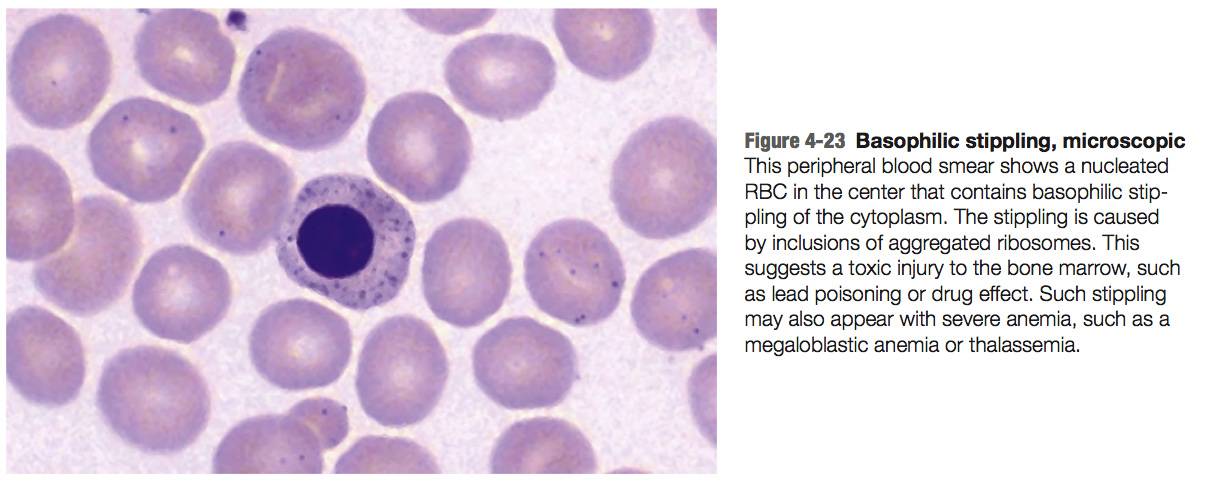 Figure 4-23 Basophilic stippling, microscopic
This peripheral blood smear shows a nucleated
RBC in the center that contains basophilic stip-
pling of the cytoplasm. The stippling is caused
by inclusions of aggregated ribosomes. This
suggests a toxic injury to the bone marrow, such
as lead poisoning or drug effect. Such stippling
may also appear with severe anemia, such as a
megaloblastic anemia or thalassemia.